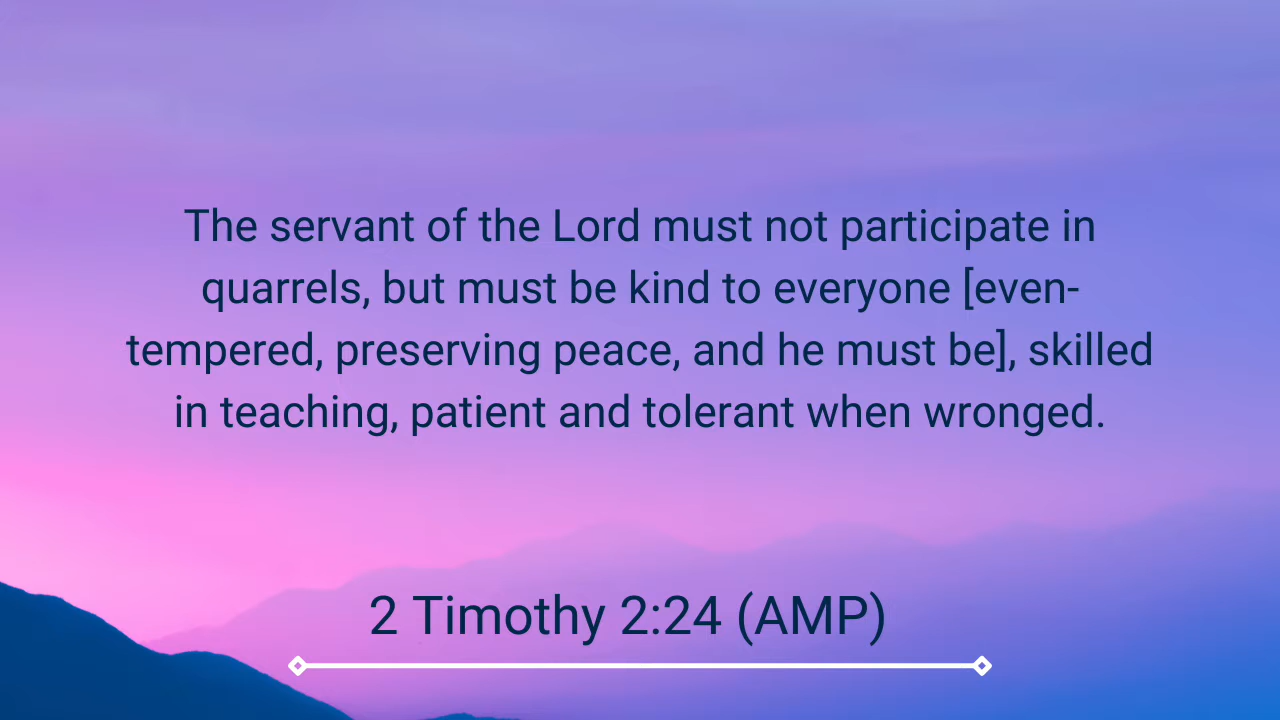 The servant of the Lord must not participate in
quarrels, but must be kind to everyone [even-
tempered, preserving peace, and he must be], skilled
in teaching, patient and tolerant when wronged.
2 Timothy 2:24 (AMP)